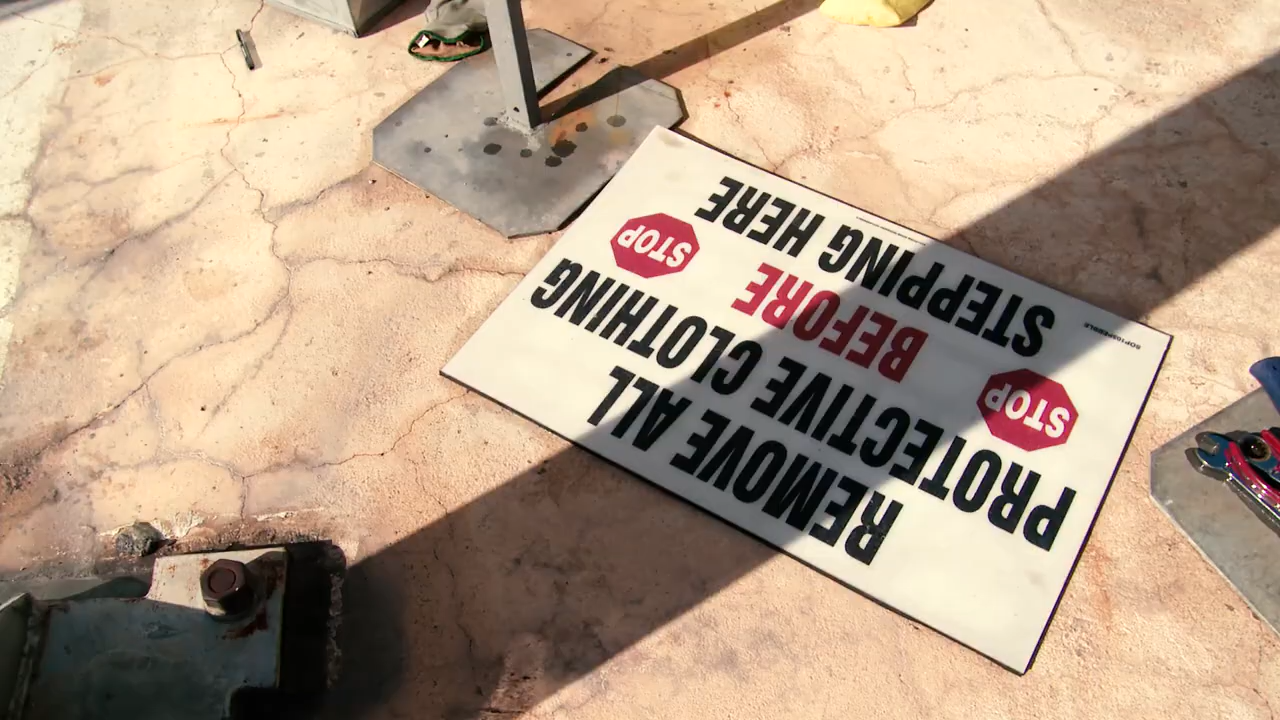 REMOVE ALL
PROTECTIVE CLOTHING
STOP
BEFORE
STOP
STEPPING HERE